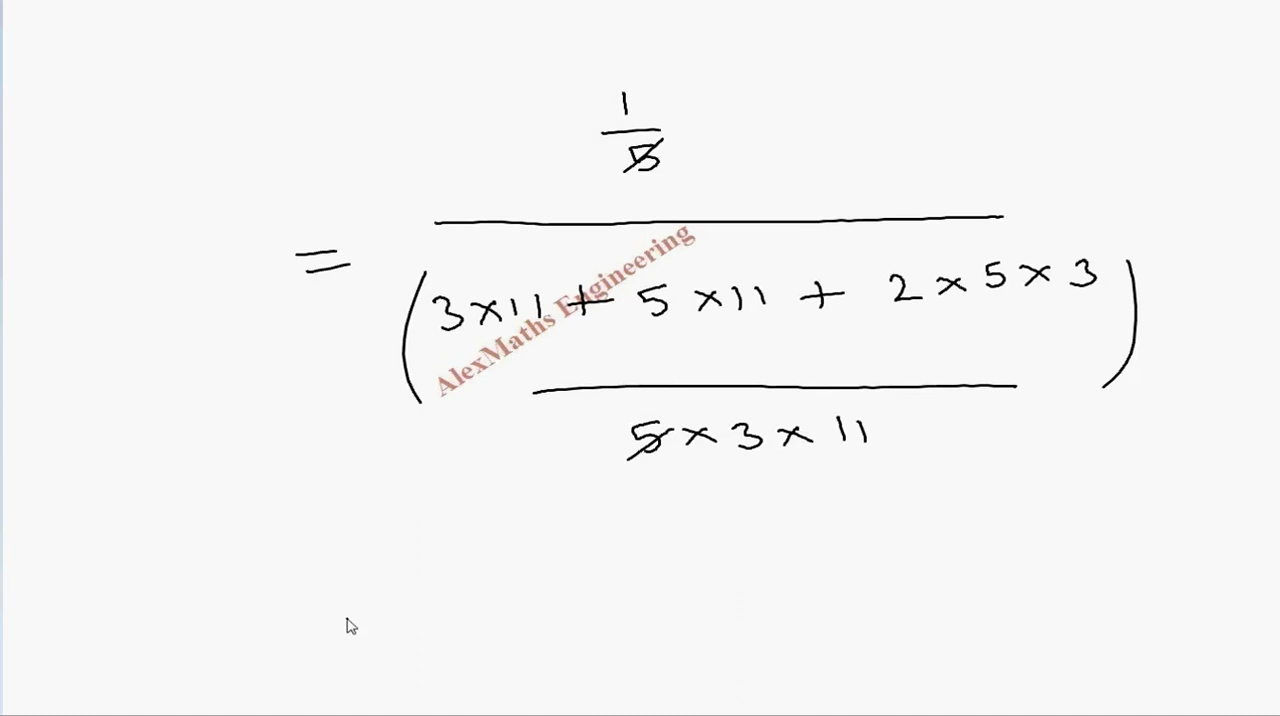 1
5
=
(3×11 + 5×11 + 2×5×3)
5×3×11
AlexMaths Engineering